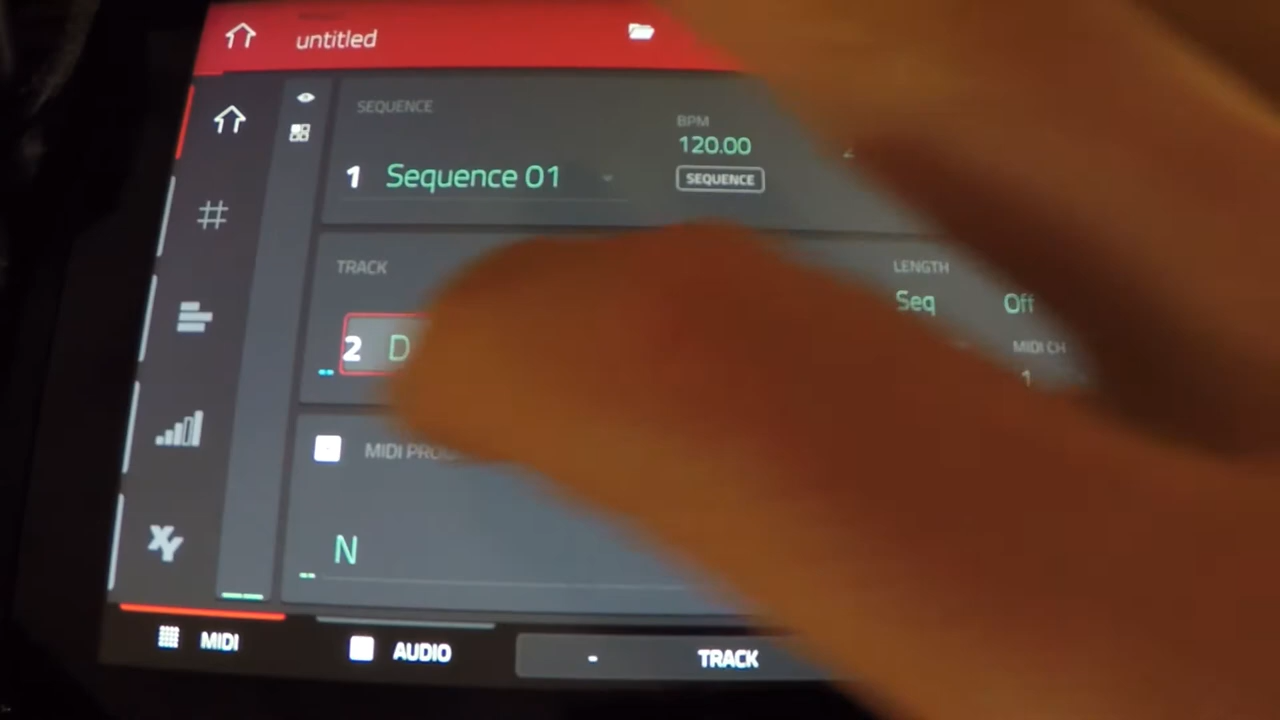 untitled
SEQUENCE
BPM
120.00
1 Sequence 01
SEQUENCE
TRACK
LENGTH
Seq Off
2 D
MIDI CH
1
MIDI
N
MIDI AUDIO - TRACK